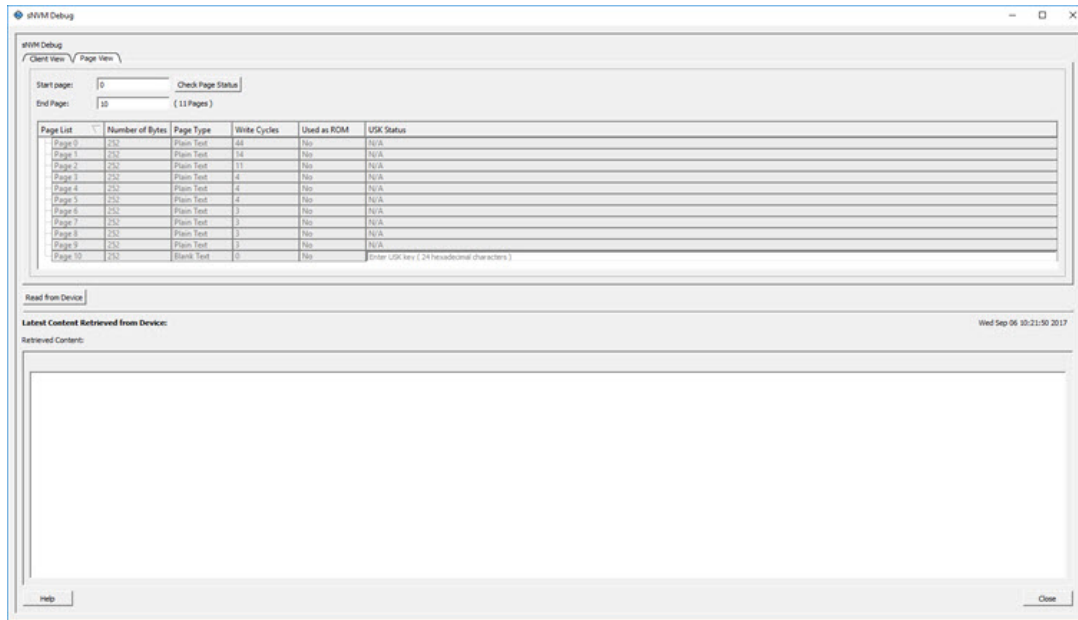 sNVM Debug
sNVM Debug
Client View Page View
Start page: 0 Check Page Status
End Page: 10 ( 11 Pages )
Page List Number of Bytes Page Type Write Cycles Used as ROM USK Status
Page 0 252 Plain Text 44 No N/A
Page 1 252 Plain Text 14 No N/A
Page 2 252 Plain Text 11 No N/A
Page 3 252 Plain Text 4 No N/A
Page 4 252 Plain Text 4 No N/A
Page 5 252 Plain Text 4 No N/A
Page 6 252 Plain Text 3 No N/A
Page 7 252 Plain Text 3 No N/A
Page 8 252 Plain Text 3 No N/A
Page 9 252 Plain Text 3 No N/A
Page 10 252 Blank Text 0 No Enter USK key ( 24 hexadecimal characters )
Read from Device
Latest Content Retrieved from Device: Wed Sep 06 10:21:50 2017
Retrieved Content:
Help Close